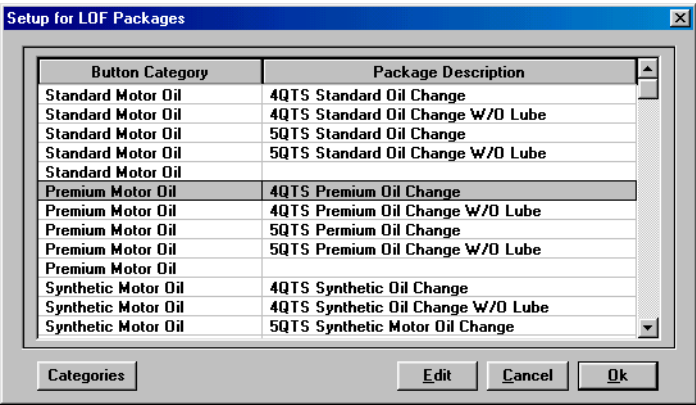 Setup for LOF Packages
Button Category Package Description
Standard Motor Oil 4QTS Standard Oil Change
Standard Motor Oil 4QTS Standard Oil Change W/O Lube
Standard Motor Oil 5QTS Standard Oil Change
Standard Motor Oil 5QTS Standard Oil Change W/O Lube
Standard Motor Oil
Premium Motor Oil 4QTS Premium Oil Change
Premium Motor Oil 4QTS Premium Oil Change W/O Lube
Premium Motor Oil 5QTS Permium Oil Change
Premium Motor Oil 5QTS Premium Oil Change W/O Lube
Premium Motor Oil
Synthetic Motor Oil 4QTS Synthetic Oil Change
Synthetic Motor Oil 4QTS Synthetic Oil Change W/O Lube
Synthetic Motor Oil 5QTS Synthetic Motor Oil Change
Categories Edit Cancel Ok